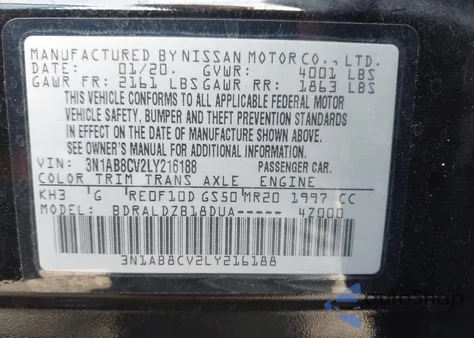 MANUFACTURED BY NISSAN MOTOR CO., LTD.
DATE: 01/20. GVWR: 4001 LBS
GAWR FR: 2161 LBS GAWR RR: 1863 LBS
THIS VEHICLE CONFORMS TO ALL APPLICABLE FEDERAL MOTOR
VEHICLE SAFETY, BUMPER AND THEFT PREVENTION STANDARDS
IN EFFECT ON THE DATE OF MANUFACTURE SHOWN ABOVE.
SEE OWNER'S MANUAL FOR ADDITIONAL INFORMATION.
VIN: 3N1AB8CV2LY216188 PASSENGER CAR.
COLOR TRIM TRANS AXLE ENGINE
KH3 G RE0F10D GS50 MR20 1997 CC
MODEL: BDRALDZB18DUA----- 4Z000
3N1AB8CV2LY216188
AutoShop